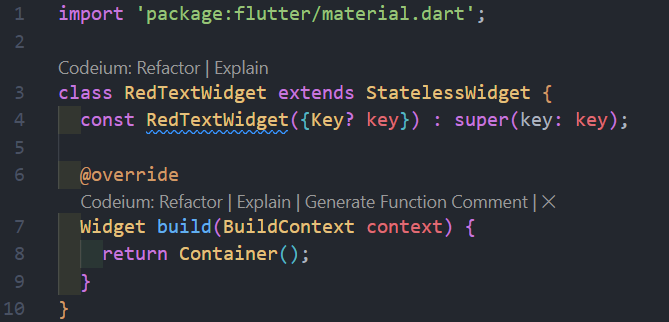 1 import 'package:flutter/material.dart';
2
Codeium: Refactor | Explain
3 class RedTextWidget extends StatelessWidget {
4 const RedTextWidget({Key? key}) : super(key: key);
5
6 @override
Codeium: Refactor | Explain | Generate Function Comment | ✕
7 Widget build(BuildContext context) {
8 return Container();
9 }
10 }